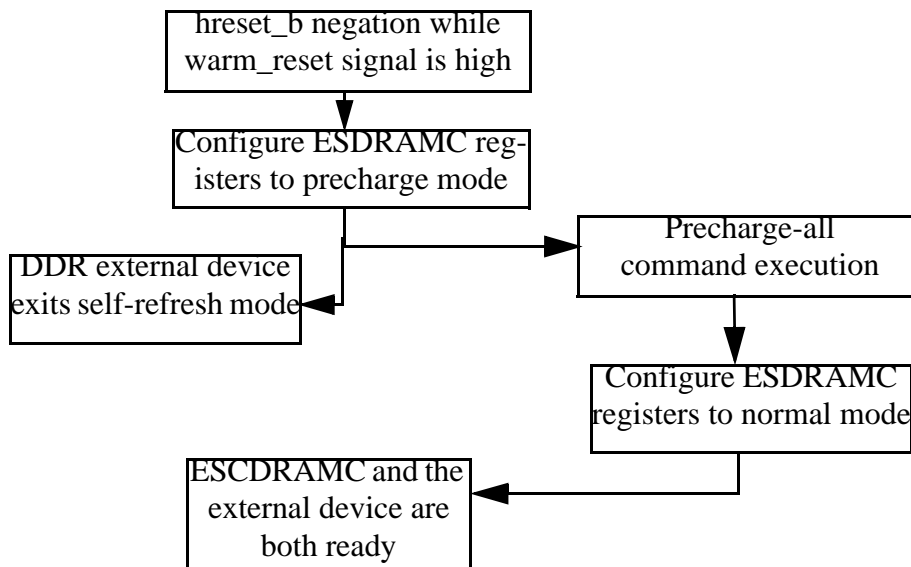 hreset_b negation while
warm_reset signal is high
Configure ESDRAMC reg-
isters to precharge mode
Precharge-all
command execution
DDR external device
exits self-refresh mode
Configure ESDRAMC
registers to normal mode
ESCDRAMC and the
external device are
both ready